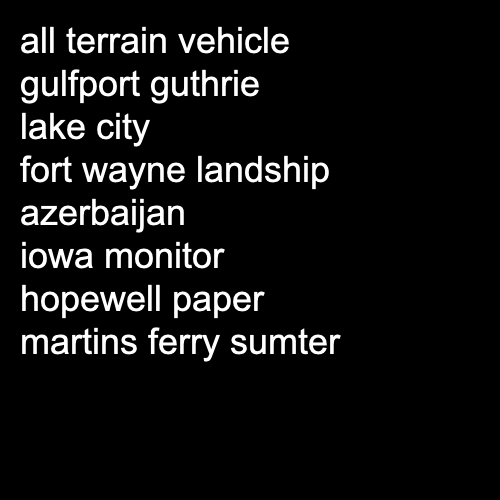 all terrain vehicle
gulfport guthrie
lake city
fort wayne landship
azerbaijan
iowa monitor
hopewell paper
martins ferry sumter